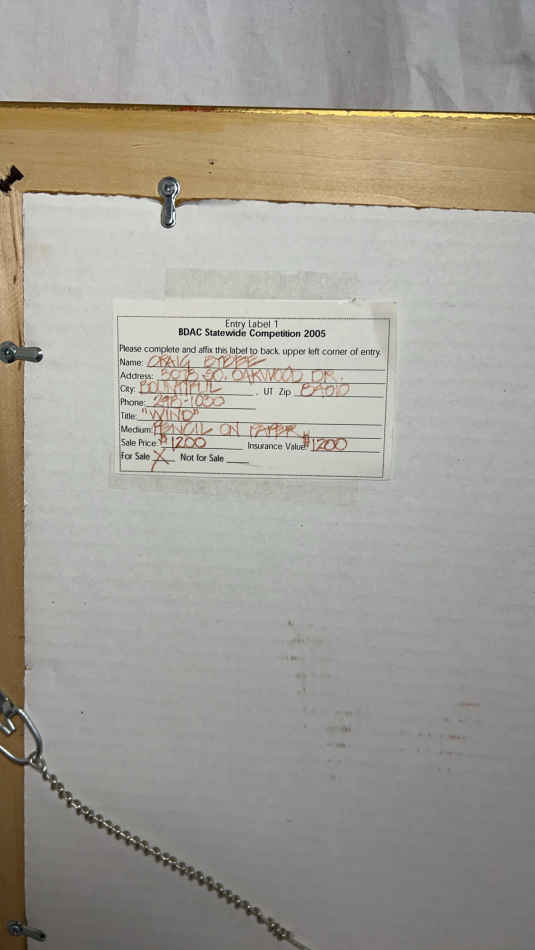 Entry Label 1
BDAC Statewide Competition 2005
Please complete and affix this label to back, upper left corner of entry.
Name: CRAIG
Address: SO. OAKWOOD DR.
City: BOUNTIFUL, UT Zip 84010
Phone: 295-1030
Title: "WIND"
Medium: PENCIL ON PAPER
Sale Price: $1200 Insurance Value: $1200
For Sale X Not for Sale